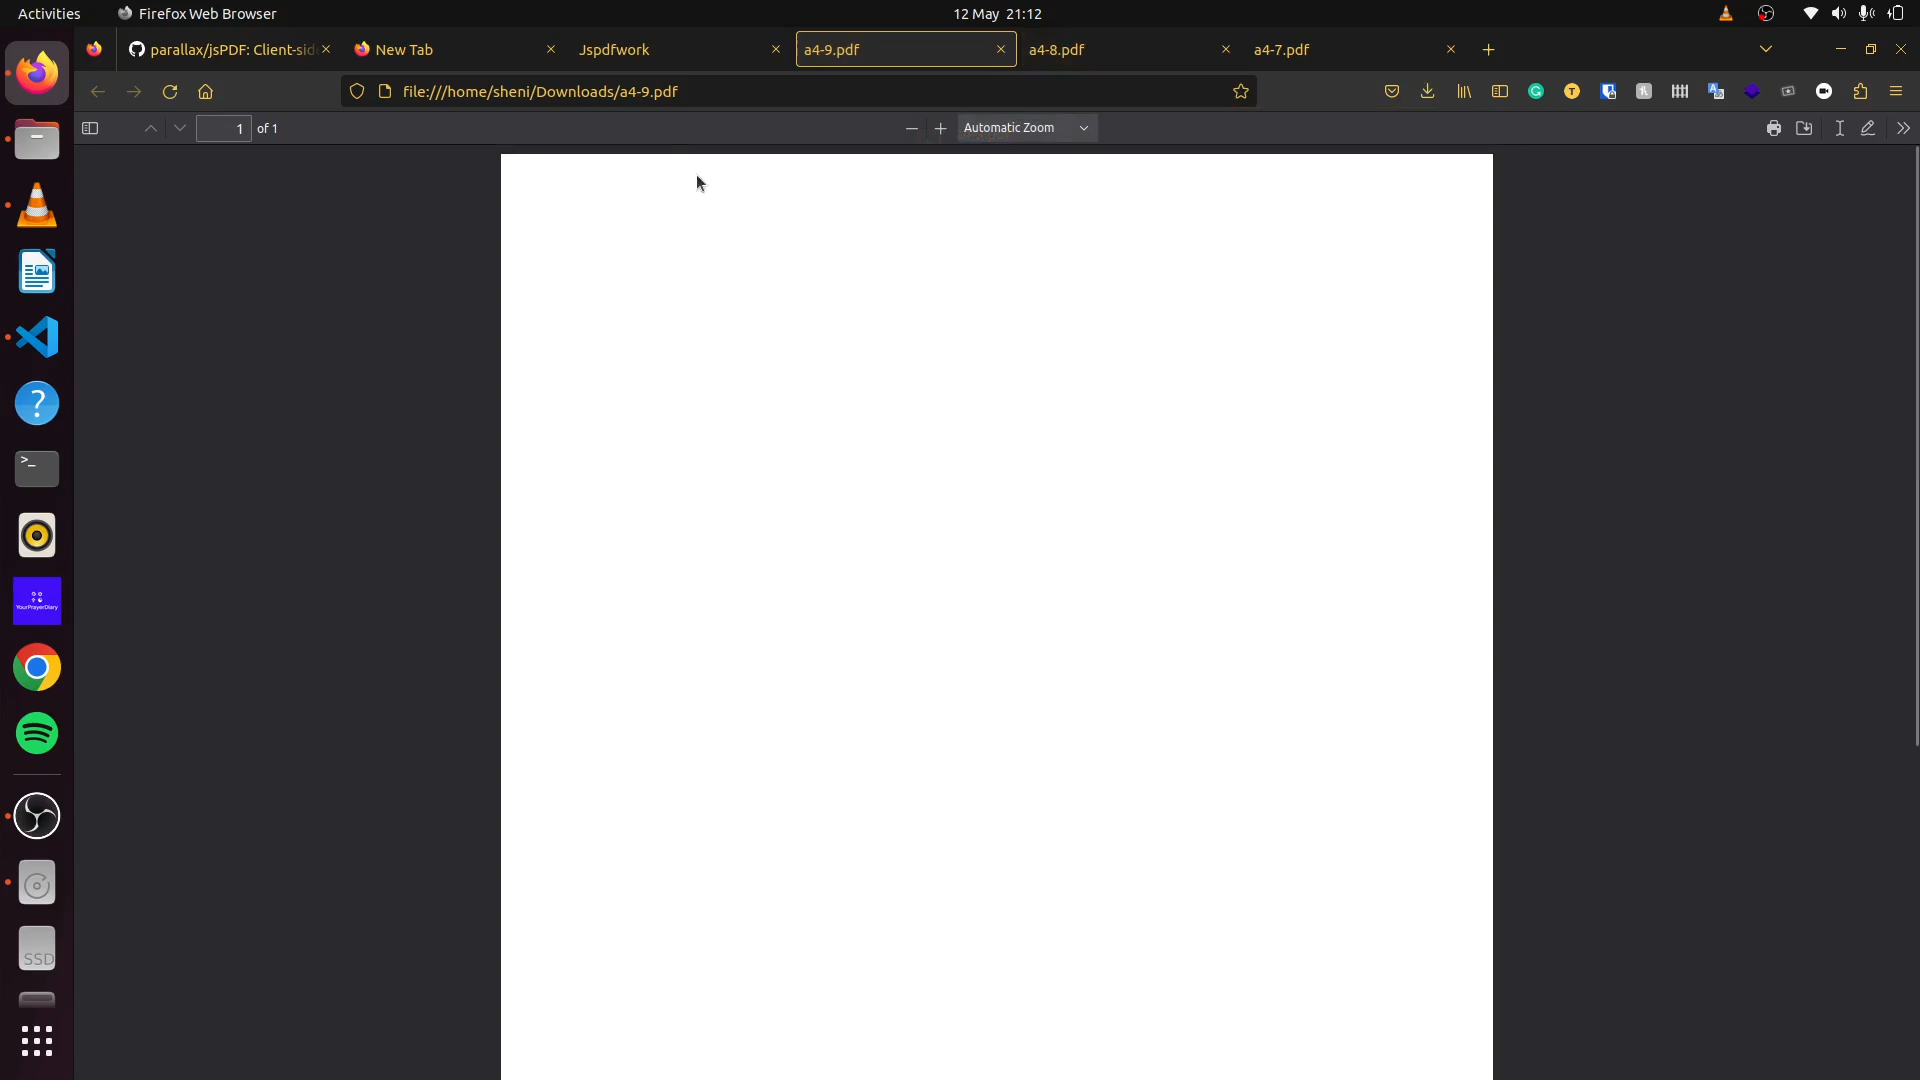 Activities
Firefox Web Browser
12 May 21:12
parallax/jsPDF: Client-sid
New Tab
Jspdfwork
a4-9.pdf
a4-8.pdf
a4-7.pdf
file:///home/sheni/Downloads/a4-9.pdf
1 of 1
Automatic Zoom
YourPrayerDiary
SSD